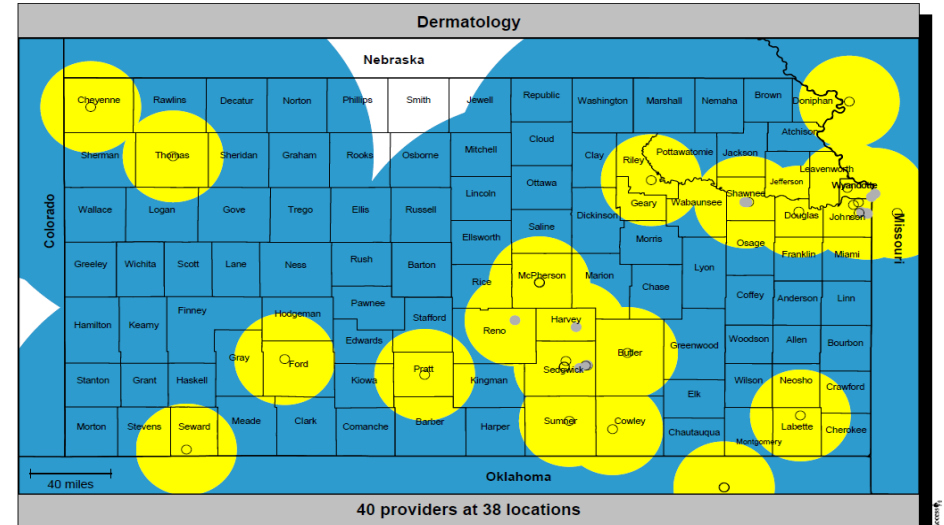 Dermatology
Nebraska
Cheyenne Rawlins Decatur Norton Phillips Smith Jewell Republic Washington Marshall Nemaha Brown Doniphan
Atchison
Sherman Thomas Sheridan Graham Rooks Osborne Mitchell Cloud Clay Riley Pottawatomie Jackson
Jefferson Leavenworth
Wyandotte
Lincoln Ottawa Shawnee
Wallace Logan Gove Trego Ellis Russell Dickinson Geary Wabaunsee Douglas Johnson
Colorado
Missouri
Ellsworth Saline Morris Osage Franklin Miami
Greeley Wichita Scott Lane Ness Rush Barton Rice McPherson Marion Chase Lyon
Coffey Anderson Linn
Hamilton Kearny Finney Hodgeman Pawnee Stafford Reno Harvey
Edwards Greenwood Woodson Allen Bourbon
Gray Ford Pratt Sedgwick Butler
Stanton Grant Haskell Kiowa Kingman Elk Wilson Neosho Crawford
Morton Stevens Seward Meade Clark Comanche Barber Harper Sumner Cowley Chautauqua Montgomery Labette Cherokee
Oklahoma
40 miles
40 providers at 38 locations